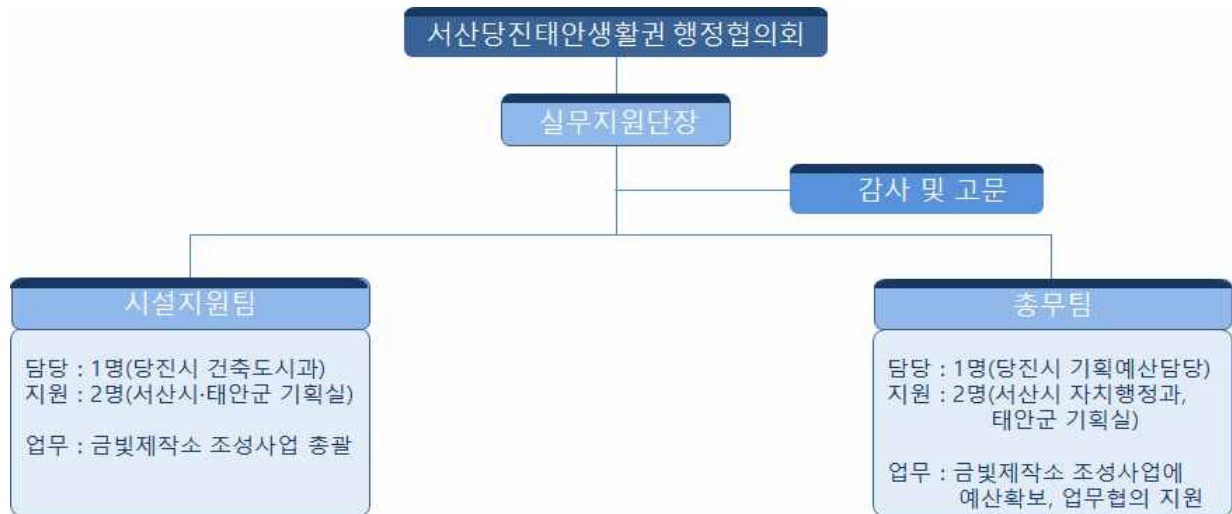 서산당진태안생활권 행정협의회
실무지원단장
감사 및 고문
시설지원팀
담당 : 1명(당진시 건축도시과)
지원 : 2명(서산시·태안군 기획실)
업무 : 금빛제작소 조성사업 총괄
총무팀
담당 : 1명(당진시 기획예산담당)
지원 : 2명(서산시 자치행정과,
태안군 기획실)
업무 : 금빛제작소 조성사업에
예산확보, 업무협의 지원